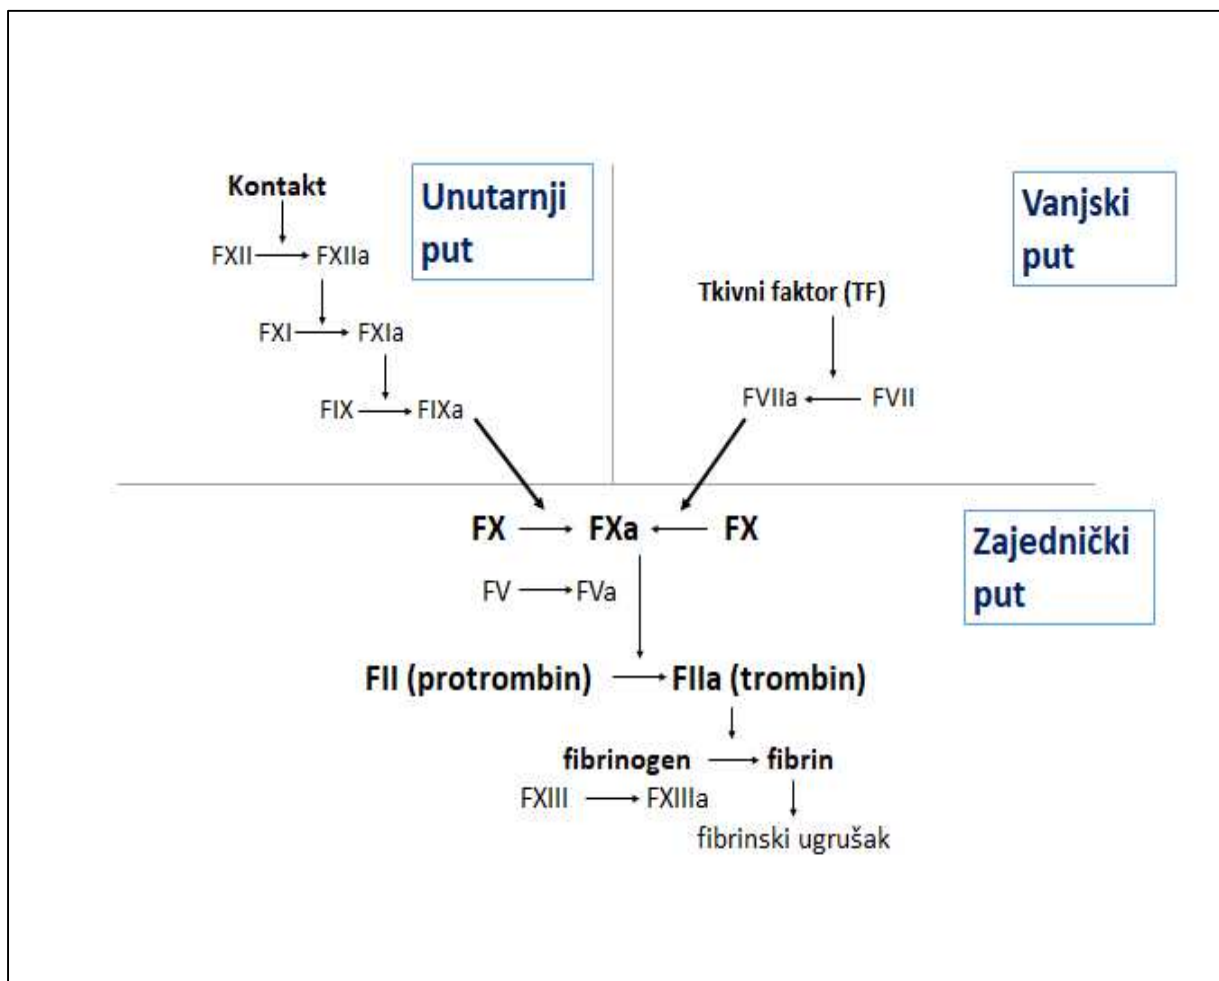 Kontakt
Unutarnji
put
FXII FXIIa
FXI FXIa
FIX FIXa
Vanjski
put
Tkivni faktor (TF)
FVIIa FVII
FX FXa FX
Zajednički
put
FV FVa
FII (protrombin) FIIa (trombin)
fibrinogen fibrin
FXIII FXIIIa
fibrinski ugrušak